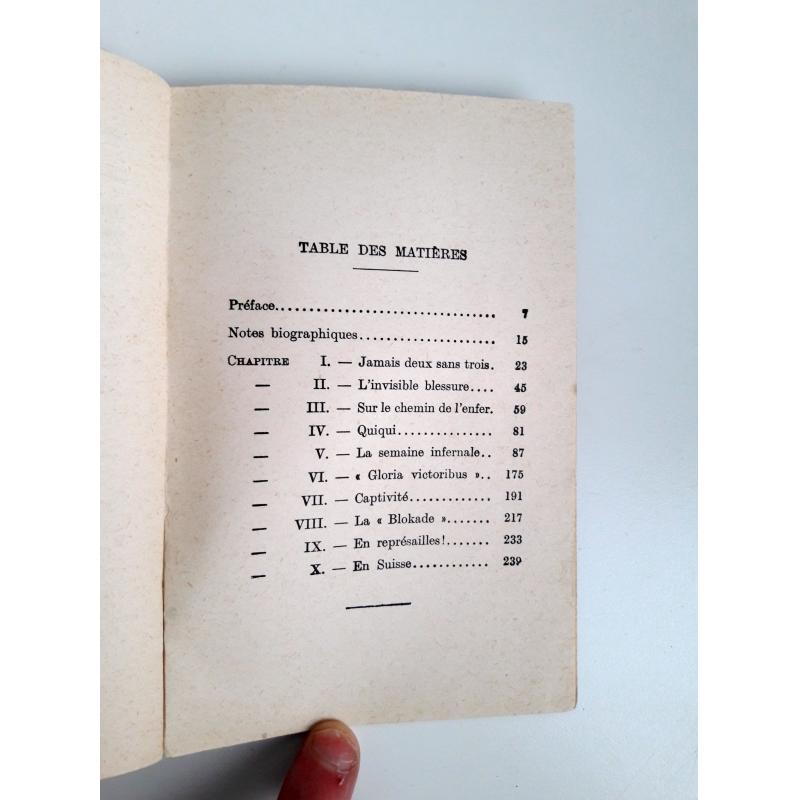 TABLE DES MATIÈRES
Préface................................ 7
Notes biographiques.................... 15
CHAPITRE I. — Jamais deux sans trois. 23
— II. — L'invisible blessure.... 45
— III. — Sur le chemin de l'enfer. 59
— IV. — Quiqui.............. 81
— V. — La semaine infernale.. 87
— VI. — « Gloria victoribus ».. 175
— VII. — Captivité............ 191
— VIII. — La « Blokade »....... 217
— IX. — En représailles!....... 233
— X. — En Suisse............ 239